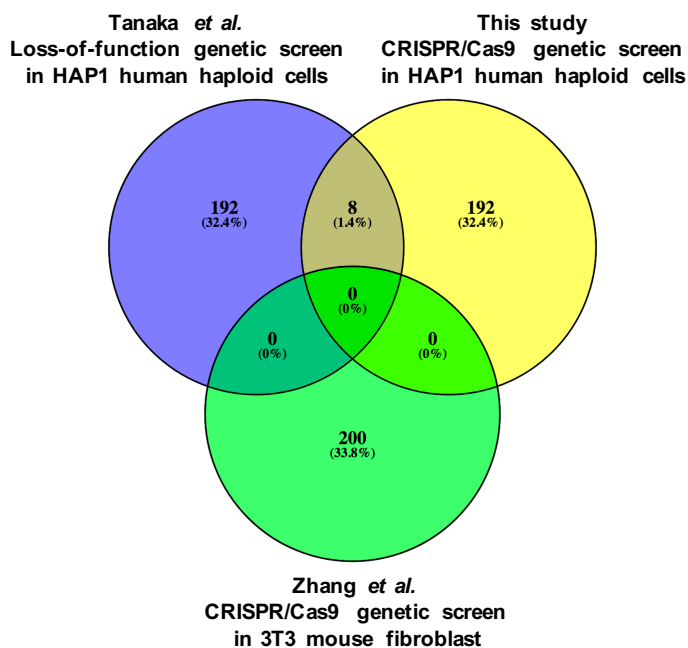 Tanaka et al.
Loss-of-function genetic screen
in HAP1 human haploid cells
This study
CRISPR/Cas9 genetic screen
in HAP1 human haploid cells
192
(32.4%)
8
(1.4%)
192
(32.4%)
0
(0%)
0
(0%)
0
(0%)
200
(33.8%)
Zhang et al.
CRISPR/Cas9 genetic screen
in 3T3 mouse fibroblast